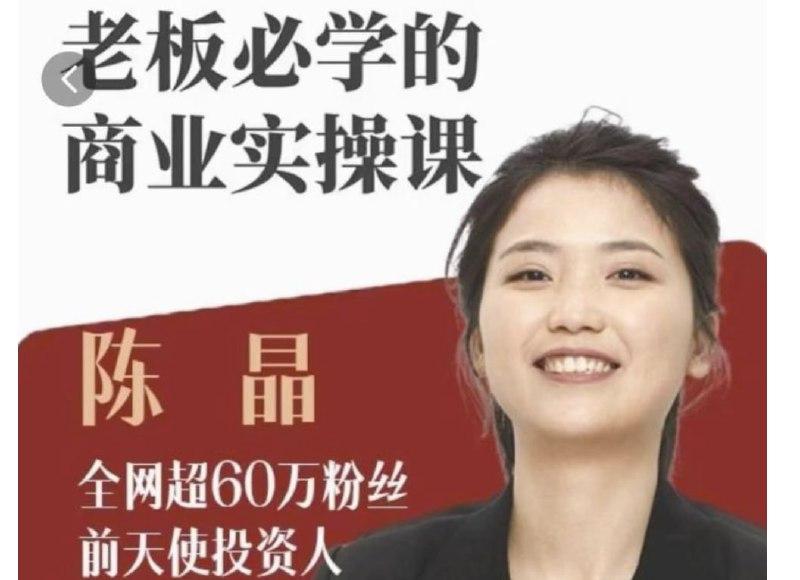 老板必学的
商业实操课
陈 晶
全网超60万粉丝
前天使投资人